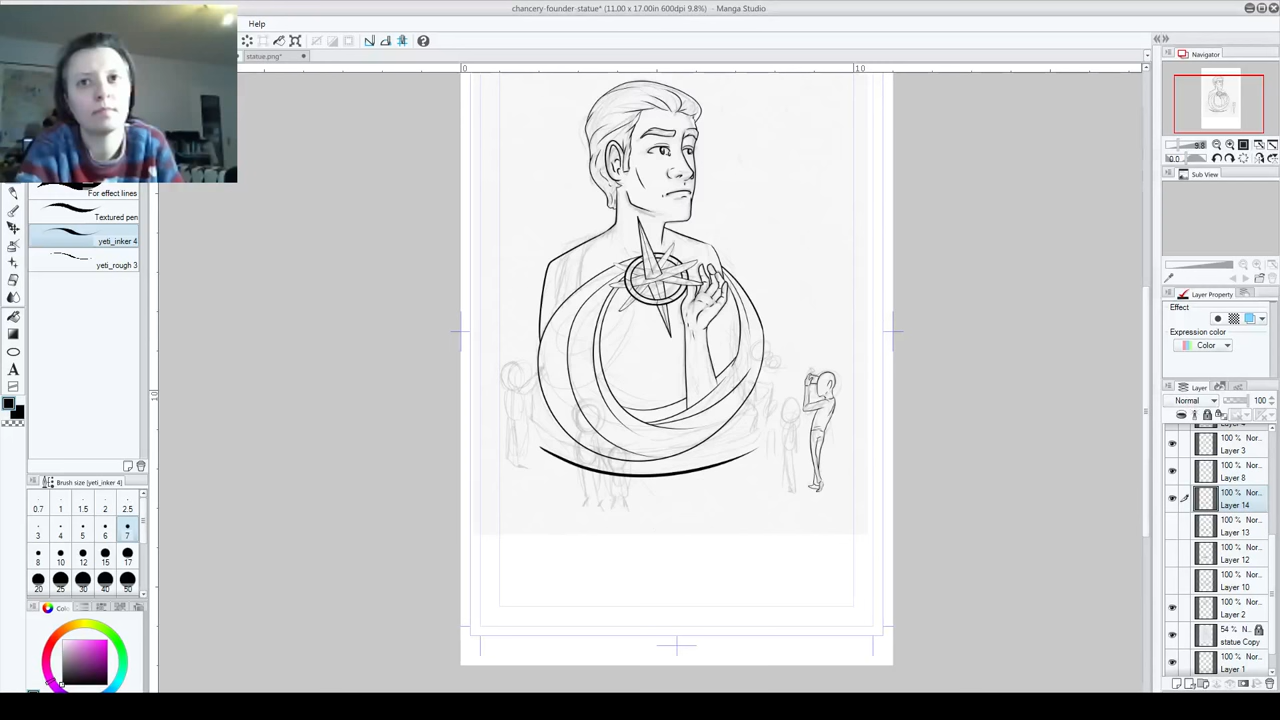 chancery-founder-statue* (11.00 x 17.00in 600dpi 9.8%) - Manga Studio
Help
statue.png*
0
10
10
For effect lines
Textured pen
yeti_inker 4
yeti_rough 3
Brush size [yeti_inker 4]
0.7 1 1.5 2 2.5
3 4 5 6 7
8 10 12 15 17
20 25 30 40 50
Navigator
9.8
0.0
Sub View
Layer Property
Effect
Expression color
Color
Layer
Normal 100
100 % Nor...
Layer 3
100 % Nor...
Layer 8
100 % Nor...
Layer 14
100 % Nor...
Layer 13
100 % Nor...
Layer 12
100 % Nor...
Layer 10
100 % Nor...
Layer 2
54 % N...
statue Copy
100 % Nor...
Layer 1